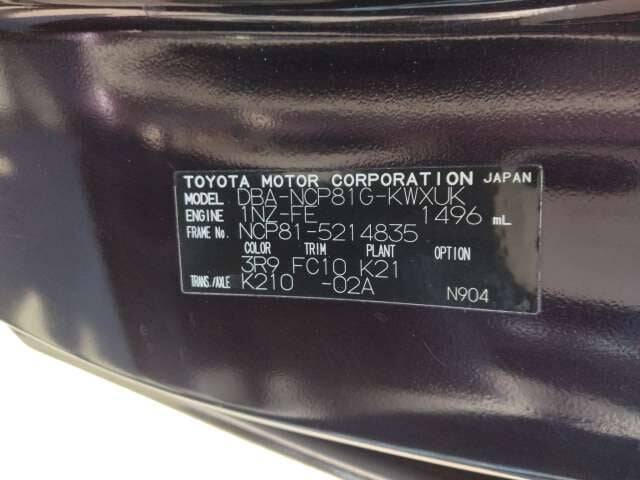 TOYOTA MOTOR CORPORATION JAPAN
MODEL DBA-NCP81G-KWXUK
ENGINE 1NZ-FE 1496 mL
FRAME No. NCP81-5214835
COLOR TRIM PLANT OPTION
3R9 FC10 K21
TRANS./AXLE K210 -02A
N904